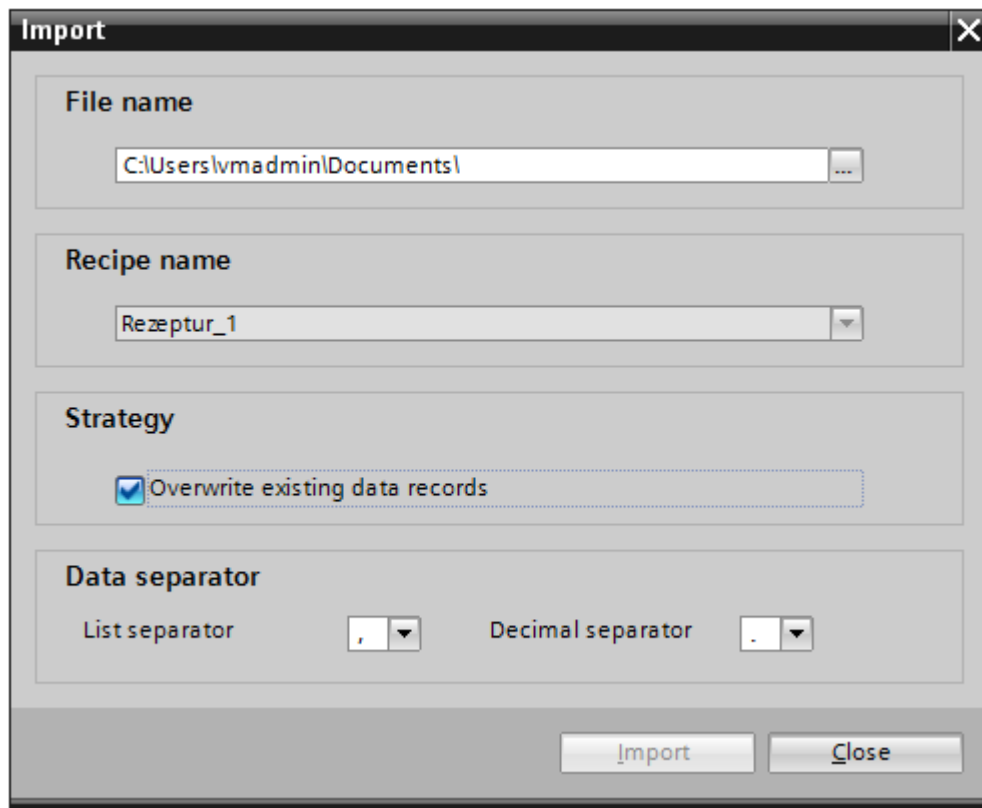 Import
File name
C:\Users\vmadmin\Documents\
...
Recipe name
Rezeptur_1
Strategy
Overwrite existing data records
Data separator
List separator , Decimal separator .
Import Close